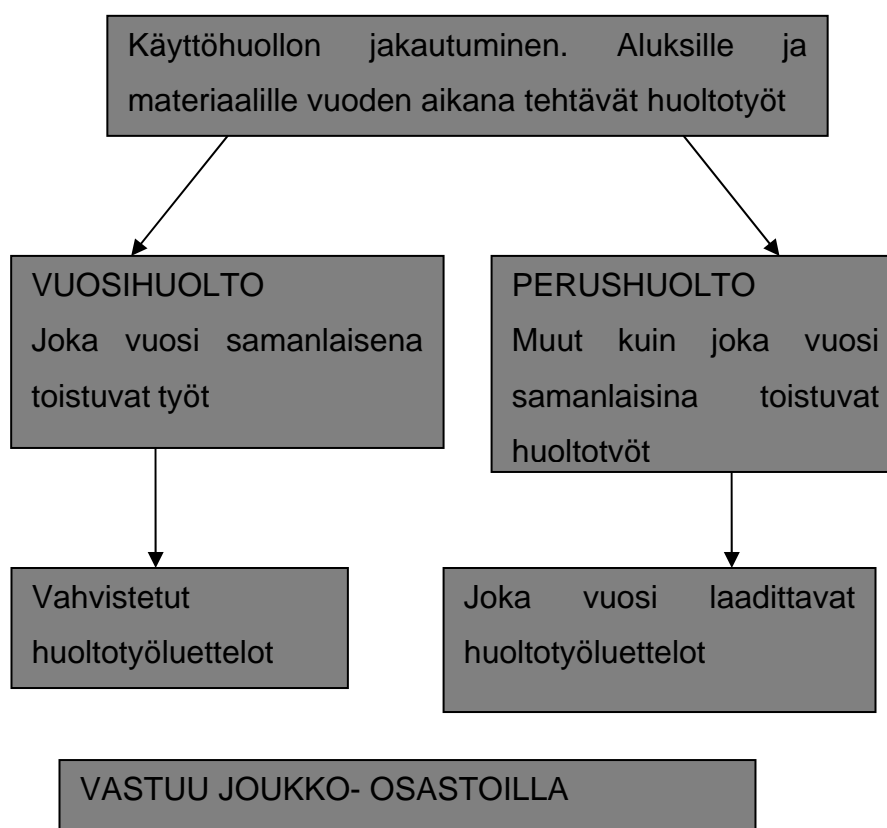 Käyttöhuollon jakautuminen. Aluksille ja
materiaalille vuoden aikana tehtävät huoltotyöt
VUOSIHUOLTO
Joka vuosi samanlaisena
toistuvat työt
PERUSHUOLTO
Muut kuin joka vuosi
samanlaisina toistuvat
huoltotyöt
Vahvistetut
huoltotyöluettelot
Joka vuosi laadittavat
huoltotyöluettelot
VASTUU JOUKKO- OSASTOILLA